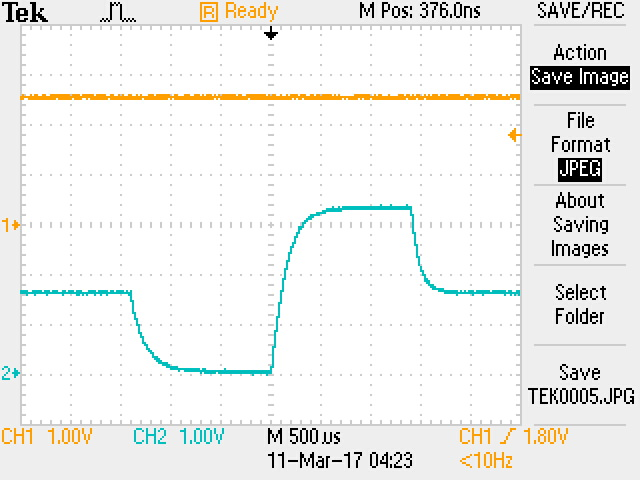 Tek R Ready M Pos: 376.0ns SAVE/REC
Action
Save Image
File
Format
JPEG
About
Saving
Images
Select
Folder
Save
TEK0005.JPG
1
2
CH1 1.00V CH2 1.00V M 500µs CH1 1.80V
11-Mar-17 04:23 <10Hz